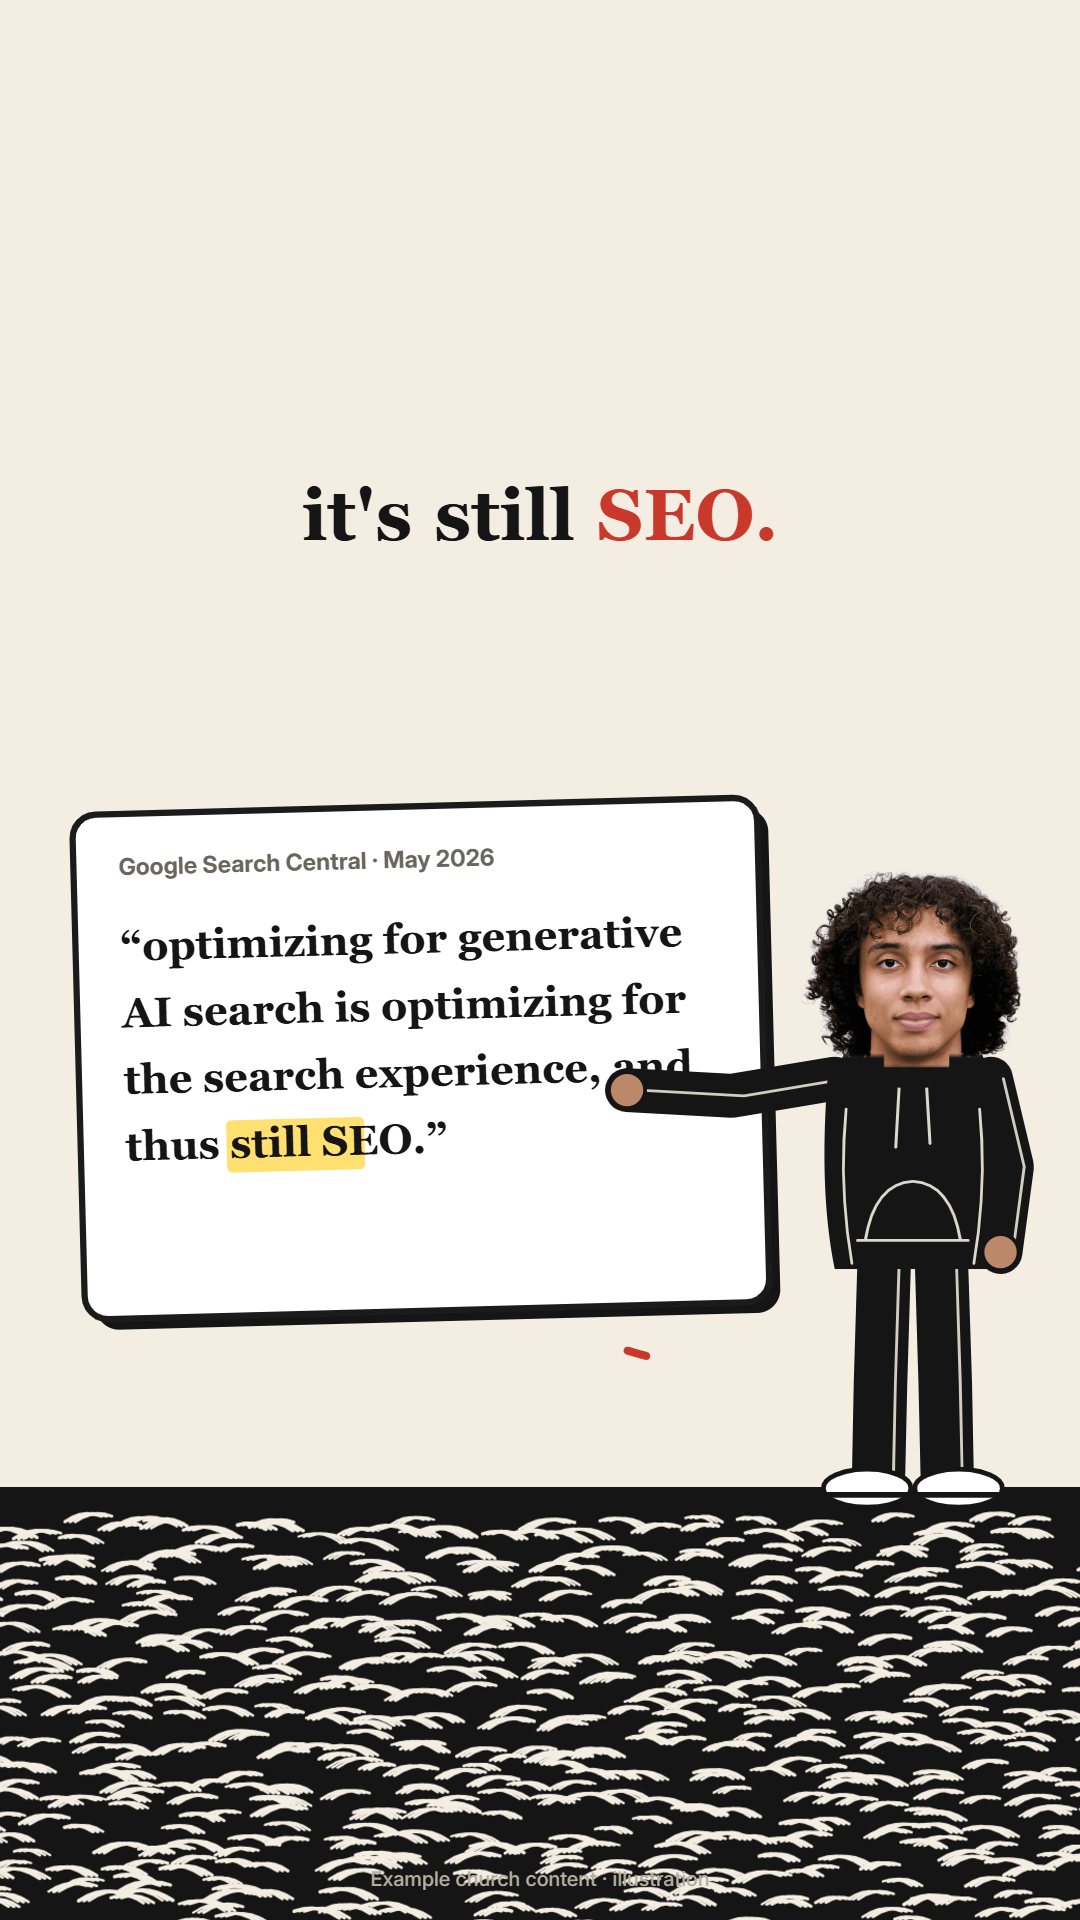 it's still SEO.
Google Search Central · May 2026
“optimizing for generative
AI search is optimizing for
the search experience, and
thus still SEO.”
Example church content · illustration